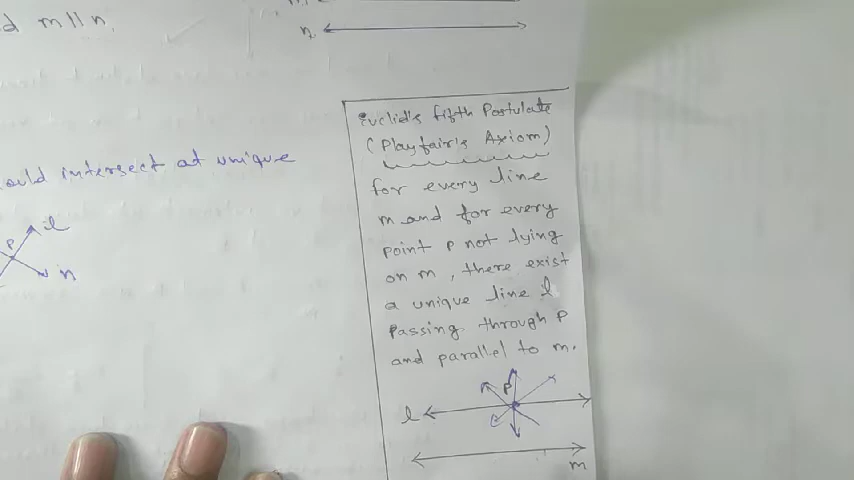 d m || n.
n
ould intersect at unique
P
l
n
Euclid's fifth Postulate
(Playfair's Axiom)
for every line
m and for every
point P not lying
on m, there exist
a unique line l
Passing through P
and parallel to m.
P
l
m